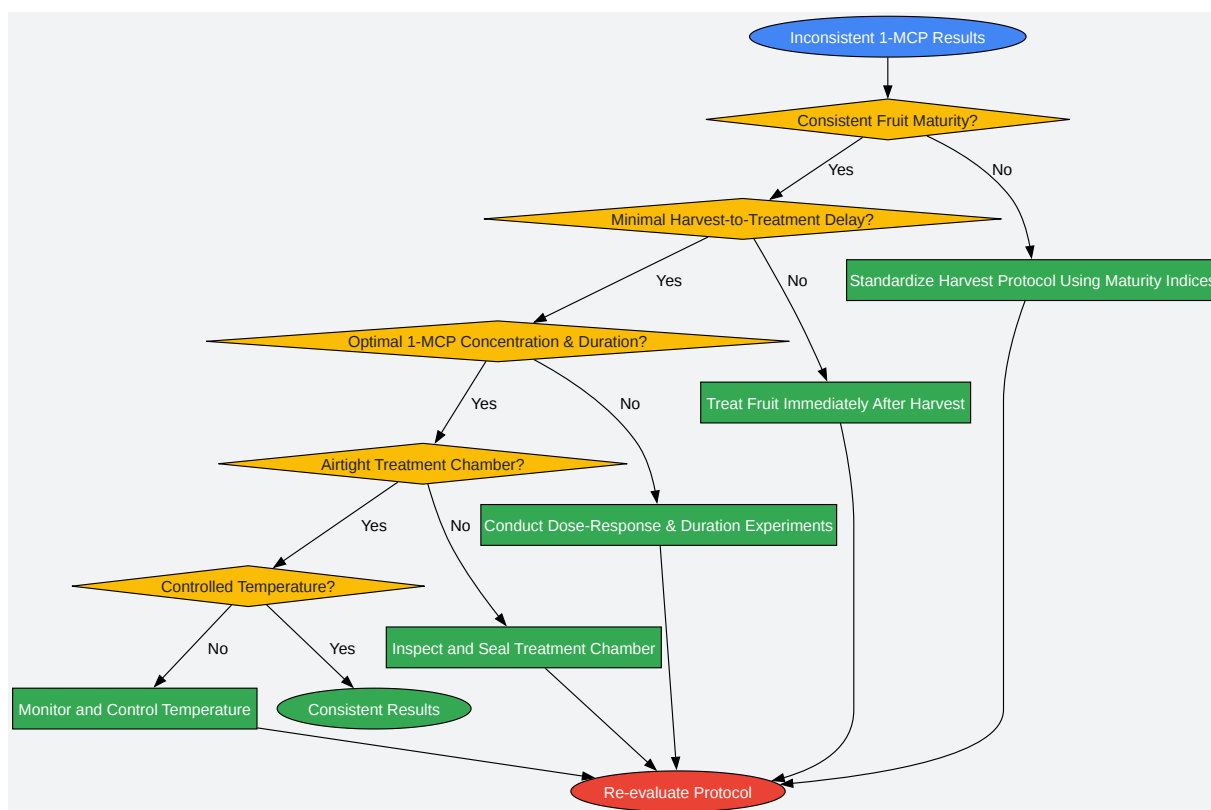 Inconsistent 1-MCP Results
Consistent Fruit Maturity?
Yes
No
Minimal Harvest-to-Treatment Delay?
Yes
No
Standardize Harvest Protocol Using Maturity Indices
Optimal 1-MCP Concentration & Duration?
Yes
No
Treat Fruit Immediately After Harvest
Airtight Treatment Chamber?
Yes
No
Conduct Dose-Response & Duration Experiments
Controlled Temperature?
No
Yes
Inspect and Seal Treatment Chamber
Monitor and Control Temperature
Consistent Results
Re-evaluate Protocol